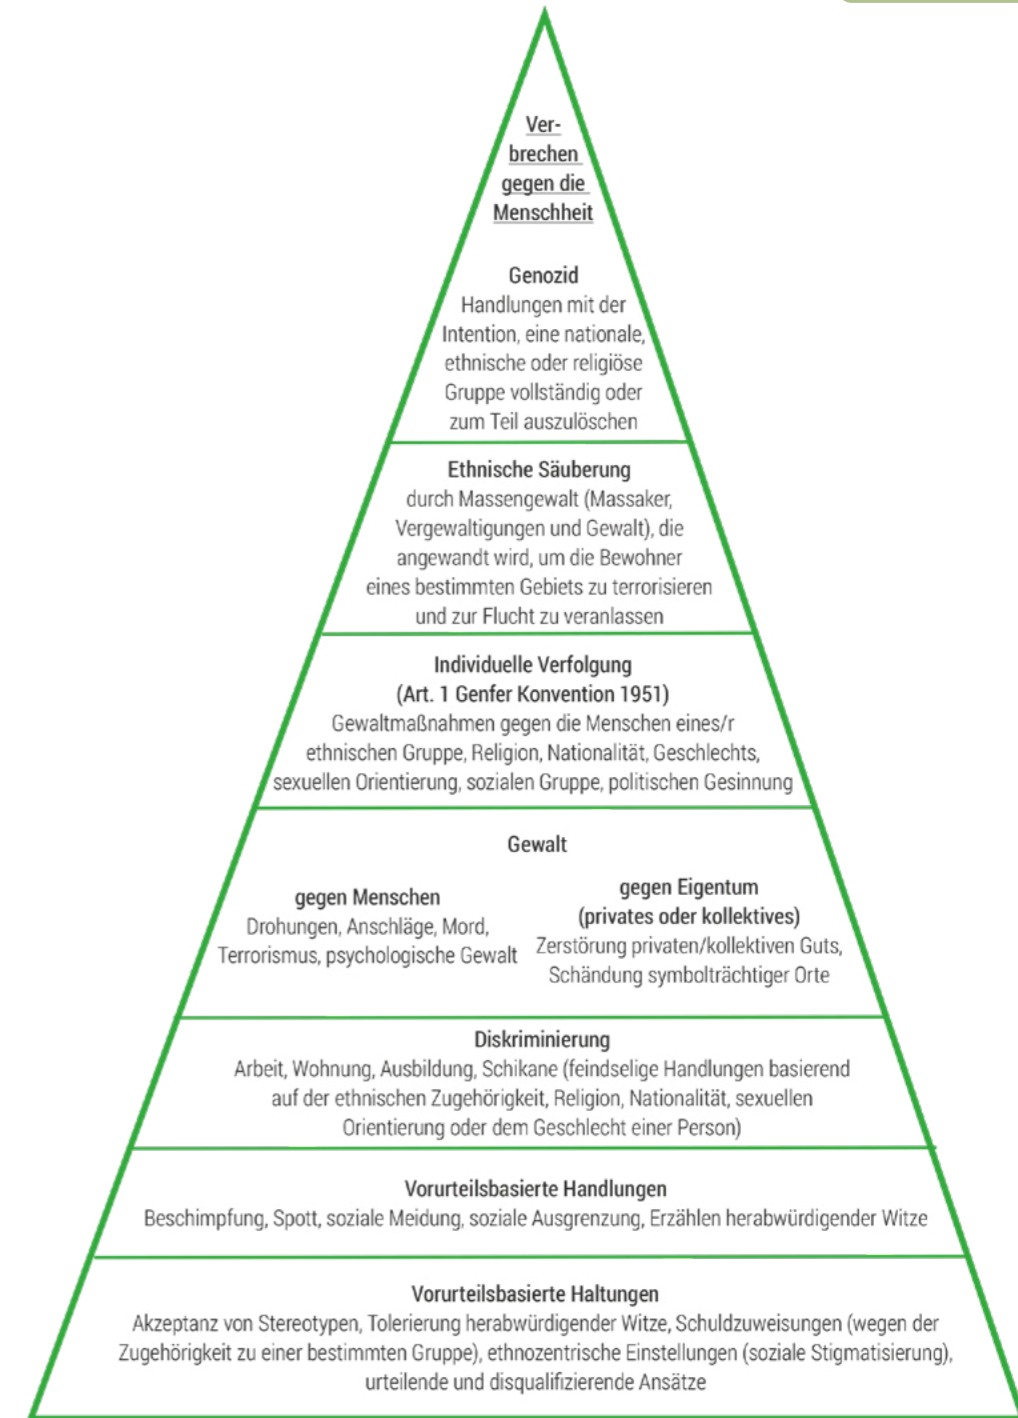 Ver-
brechen
gegen die
Menschheit
Genozid
Handlungen mit der
Intention, eine nationale,
ethnische oder religiöse
Gruppe vollständig oder
zum Teil auszulöschen
Ethnische Säuberung
durch Massengewalt (Massaker,
Vergewaltigungen und Gewalt), die
angewandt wird, um die Bewohner
eines bestimmten Gebiets zu terrorisieren
und zur Flucht zu veranlassen
Individuelle Verfolgung
(Art. 1 Genfer Konvention 1951)
Gewaltmaßnahmen gegen die Menschen eines/r
ethnischen Gruppe, Religion, Nationalität, Geschlechts,
sexuellen Orientierung, sozialen Gruppe, politischen Gesinnung
Gewalt
gegen Menschen
Drohungen, Anschläge, Mord,
Terrorismus, psychologische Gewalt
gegen Eigentum
(privates oder kollektives)
Zerstörung privaten/kollektiven Guts,
Schändung symbolträchtiger Orte
Diskriminierung
Arbeit, Wohnung, Ausbildung, Schikane (feindselige Handlungen basierend
auf der ethnischen Zugehörigkeit, Religion, Nationalität, sexuellen
Orientierung oder dem Geschlecht einer Person)
Vorurteilsbasierte Handlungen
Beschimpfung, Spott, soziale Meidung, soziale Ausgrenzung, Erzählen herabwürdigender Witze
Vorurteilsbasierte Haltungen
Akzeptanz von Stereotypen, Tolerierung herabwürdigender Witze, Schuldzuweisungen (wegen der
Zugehörigkeit zu einer bestimmten Gruppe), ethnozentrische Einstellungen (soziale Stigmatisierung),
urteilende und disqualifizierende Ansätze